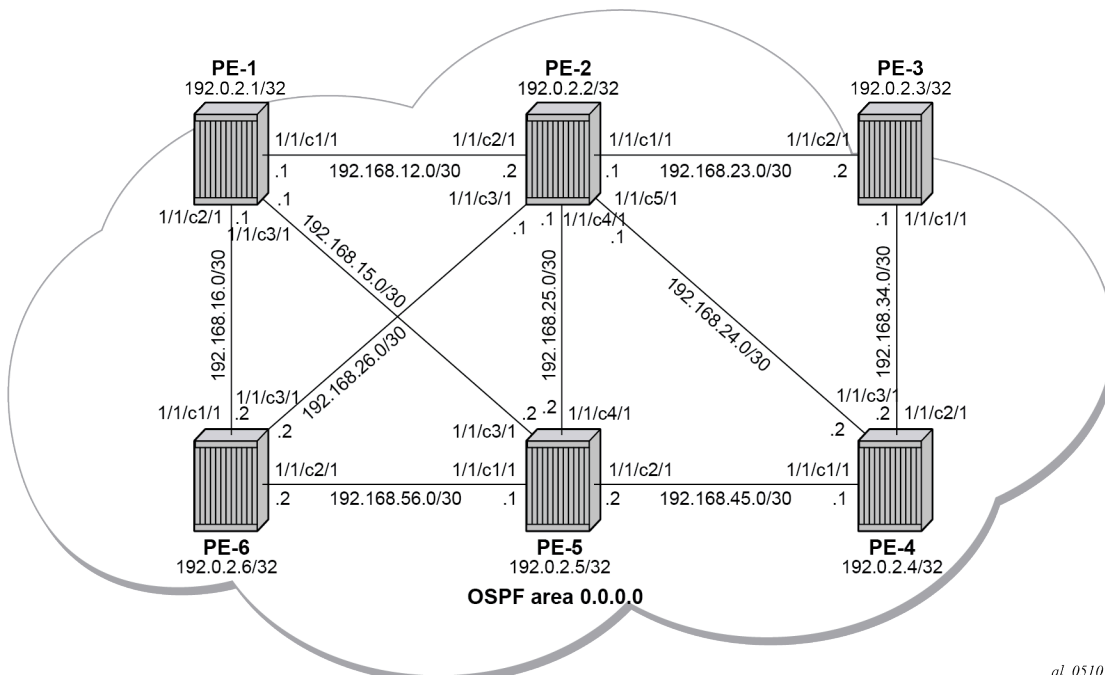 PE-1
192.0.2.1/32
PE-2
192.0.2.2/32
PE-3
192.0.2.3/32
1/1/c1/1
1/1/c2/1
1/1/c1/1
1/1/c2/1
.1
192.168.12.0/30
.2
.1
192.168.23.0/30
.2
.1
1/1/c3/1
1/1/c5/1
1/1/c2/1
.1
1/1/c3/1
.1
1/1/c4/1
.1
.1
.1
1/1/c1/1
192.168.16.0/30
192.168.15.0/30
192.168.26.0/30
192.168.25.0/30
192.168.24.0/30
192.168.34.0/30
1/1/c3/1
1/1/c1/1
.2
.2
1/1/c3/1
.2
.2
1/1/c4/1
1/1/c3/1
.2
1/1/c2/1
.2
1/1/c2/1
1/1/c1/1
1/1/c2/1
1/1/c1/1
.2
192.168.56.0/30
.1
.2
192.168.45.0/30
.1
PE-6
192.0.2.6/32
PE-5
192.0.2.5/32
PE-4
192.0.2.4/32
OSPF area 0.0.0.0
al_0510